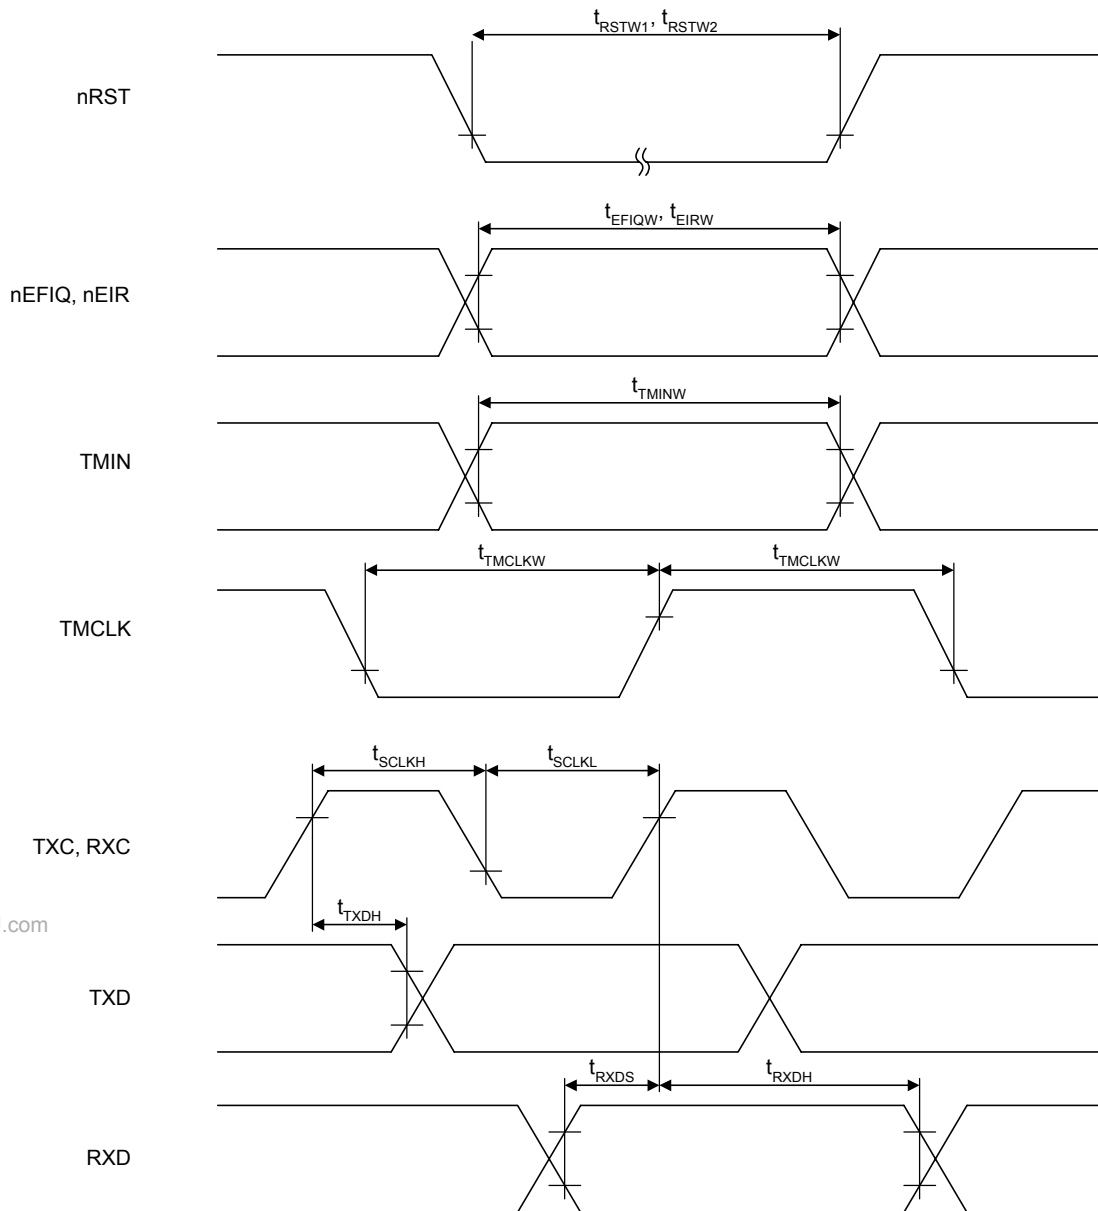 tRSTW1, tRSTW2
nRST
tEFIQW, tEIRW
nEFIQ, nEIR
tTMINW
TMIN
tTMCLKW tTMCLKW
TMCLK
tSCLKH tSCLKL
TXC, RXC
tTXDH
.com
TXD
tRXDS tRXDH
RXD